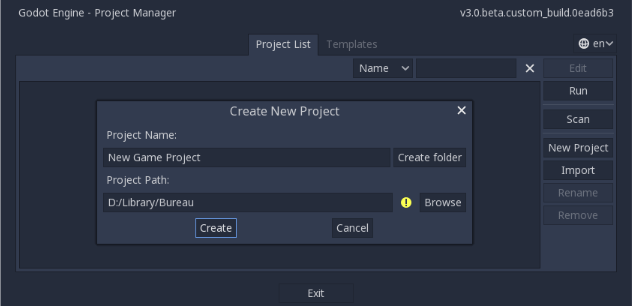 Godot Engine - Project Manager
v3.0.beta.custom_build.0ead6b3
Project List
Templates
en
Name
Edit
Run
Scan
New Project
Import
Rename
Remove
Create New Project
Project Name:
New Game Project
Create folder
Project Path:
D:/Library/Bureau
Browse
Create
Cancel
Exit